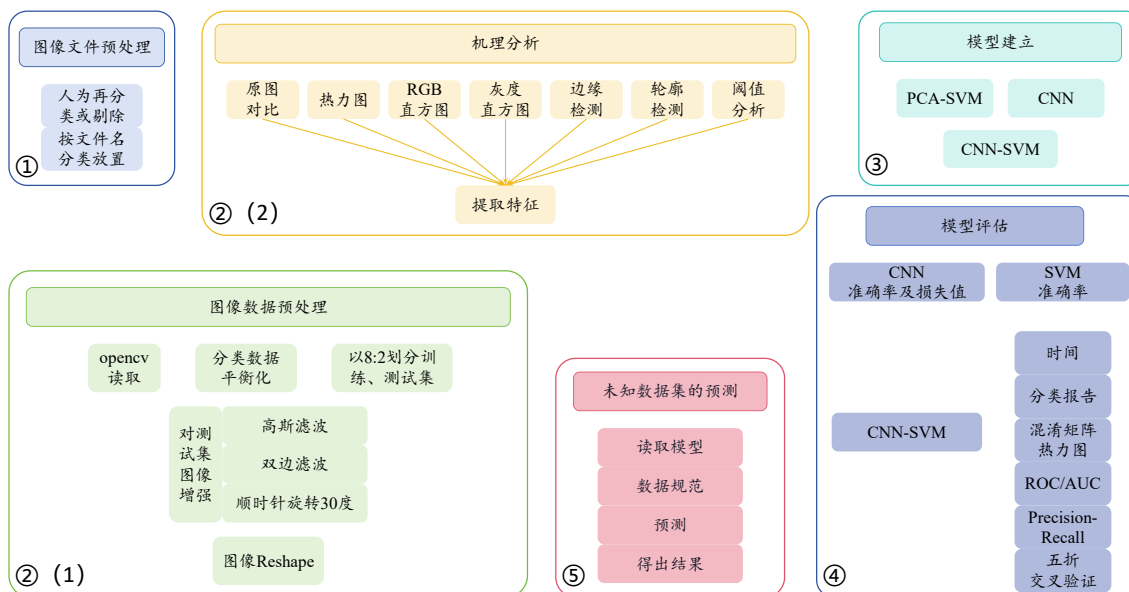 图像文件预处理
人为再分
类或剔除
按文件名
分类放置
①
机理分析
原图
对比
热力图
RGB
直方图
灰度
直方图
边缘
检测
轮廓
检测
阈值
分析
提取特征
② (2)
模型建立
PCA-SVM
CNN
CNN-SVM
③
图像数据预处理
opencv
读取
分类数据
平衡化
以8:2划分训
练、测试集
对测
试集
图像
增强
高斯滤波
双边滤波
顺时针旋转30度
图像Reshape
② (1)
模型评估
CNN
准确率及损失值
SVM
准确率
CNN-SVM
时间
分类报告
混淆矩阵
热力图
ROC/AUC
Precision-
Recall
五折
交叉验证
④
未知数据集的预测
读取模型
数据规范
预测
得出结果
⑤